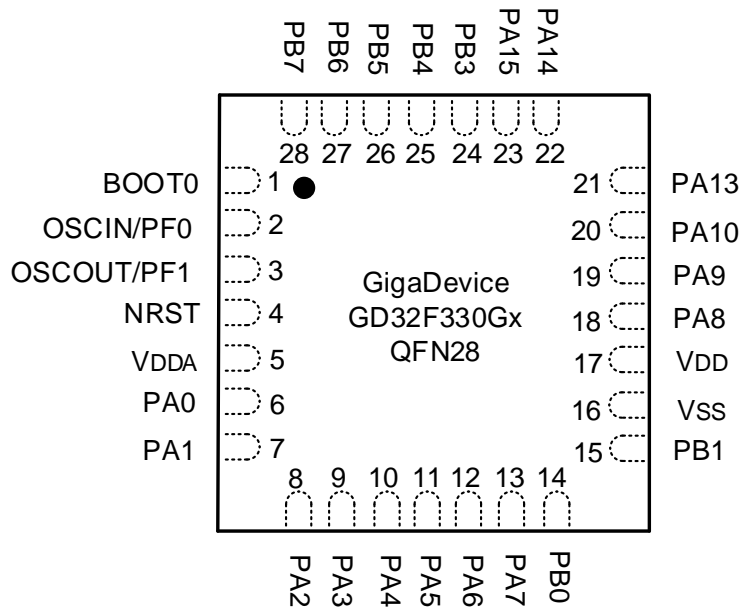 PB7 PB6 PB5 PB4 PB3 PA15 PA14
28 27 26 25 24 23 22
BOOT0 1
OSCIN/PF0 2
OSCOUT/PF1 3
NRST 4
VDDA 5
PA0 6
PA1 7
GigaDevice
GD32F330Gx
QFN28
21 PA13
20 PA10
19 PA9
18 PA8
17 VDD
16 VSS
15 PB1
8 9 10 11 12 13 14
PA2 PA3 PA4 PA5 PA6 PA7 PB0